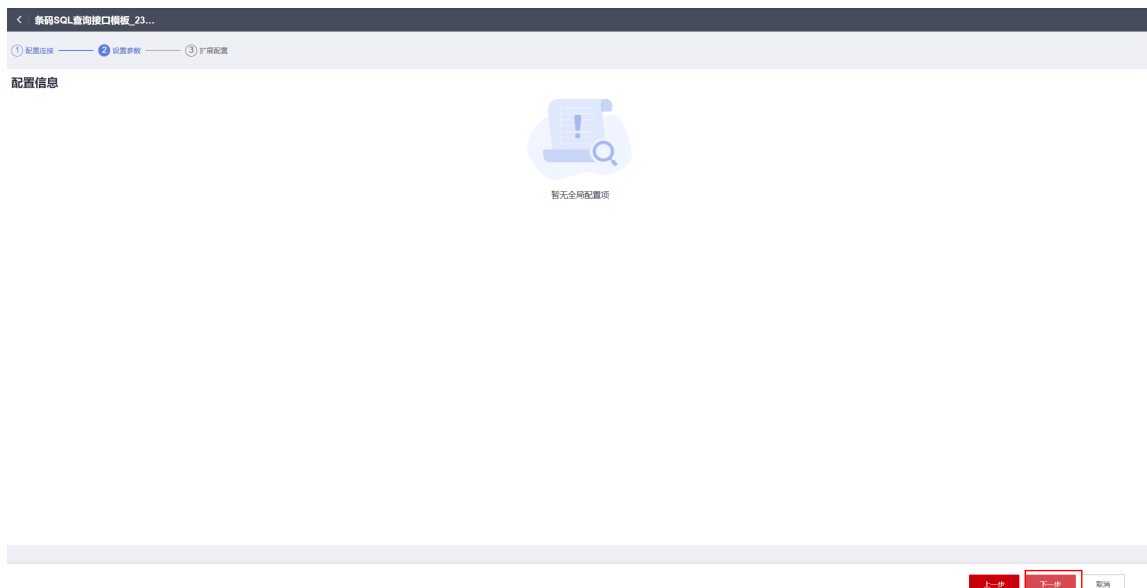 条码SQL查询接口模板_23...
1 配置连接 2 设置参数 3 扩展配置
配置信息
暂无全局配置项
上一步 下一步 取消